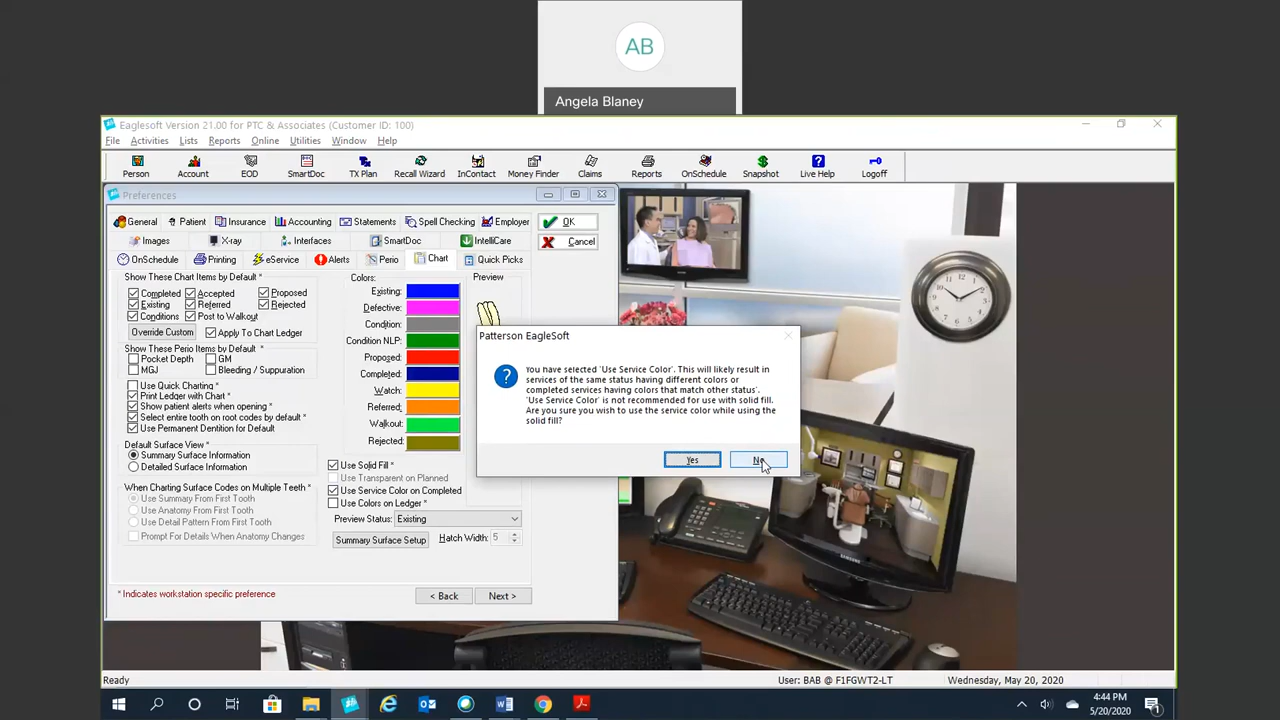 AB
Angela Blaney
Eaglesoft Version 21.00 for PTC & Associates (Customer ID: 100)
File Activities Lists Reports Online Utilities Window Help
Person Account EOD SmartDoc TX Plan Recall Wizard InContact Money Finder Claims Reports OnSchedule Snapshot Live Help Logoff
Preferences
General Patient Insurance Accounting Statements Spell Checking Employer
Images X-ray Interfaces SmartDoc IntelliCare
OnSchedule Printing eService Alerts Perio Chart Quick Picks
OK
Cancel
Show These Chart Items by Default *
Completed Accepted Proposed
Existing Referred Rejected
Conditions Post to Walkout
Override Custom Apply To Chart Ledger
Show These Perio Items by Default *
Pocket Depth GM
MGJ Bleeding / Suppuration
Use Quick Charting *
Print Ledger with Chart *
Show patient alerts when opening *
Select entire tooth on root codes by default *
Use Permanent Dentition for Default
Default Surface View *
Summary Surface Information
Detailed Surface Information
When Charting Surface Codes on Multiple Teeth *
Use Summary From First Tooth
Use Anatomy From First Tooth
Use Detail Pattern From First Tooth
Prompt For Details When Anatomy Changes
Colors:
Existing:
Defective:
Condition:
Condition NLP:
Proposed:
Completed:
Watch:
Referred:
Walkout:
Rejected:
Use Solid Fill *
Use Transparent on Planned
Use Service Color on Completed
Use Colors on Ledger *
Preview Status: Existing
Summary Surface Setup Hatch Width: 5
Preview
* Indicates workstation specific preference
< Back Next >
Patterson EagleSoft
You have selected 'Use Service Color'. This will likely result in
services of the same status having different colors or
completed services having colors that match other status'.
'Use Service Color' is not recommended for use with solid fill.
Are you sure you wish to use the service color while using the
solid fill?
Yes No
Ready User: BAB @ F1FGWT2-LT Wednesday, May 20, 2020
4:44 PM
5/20/2020